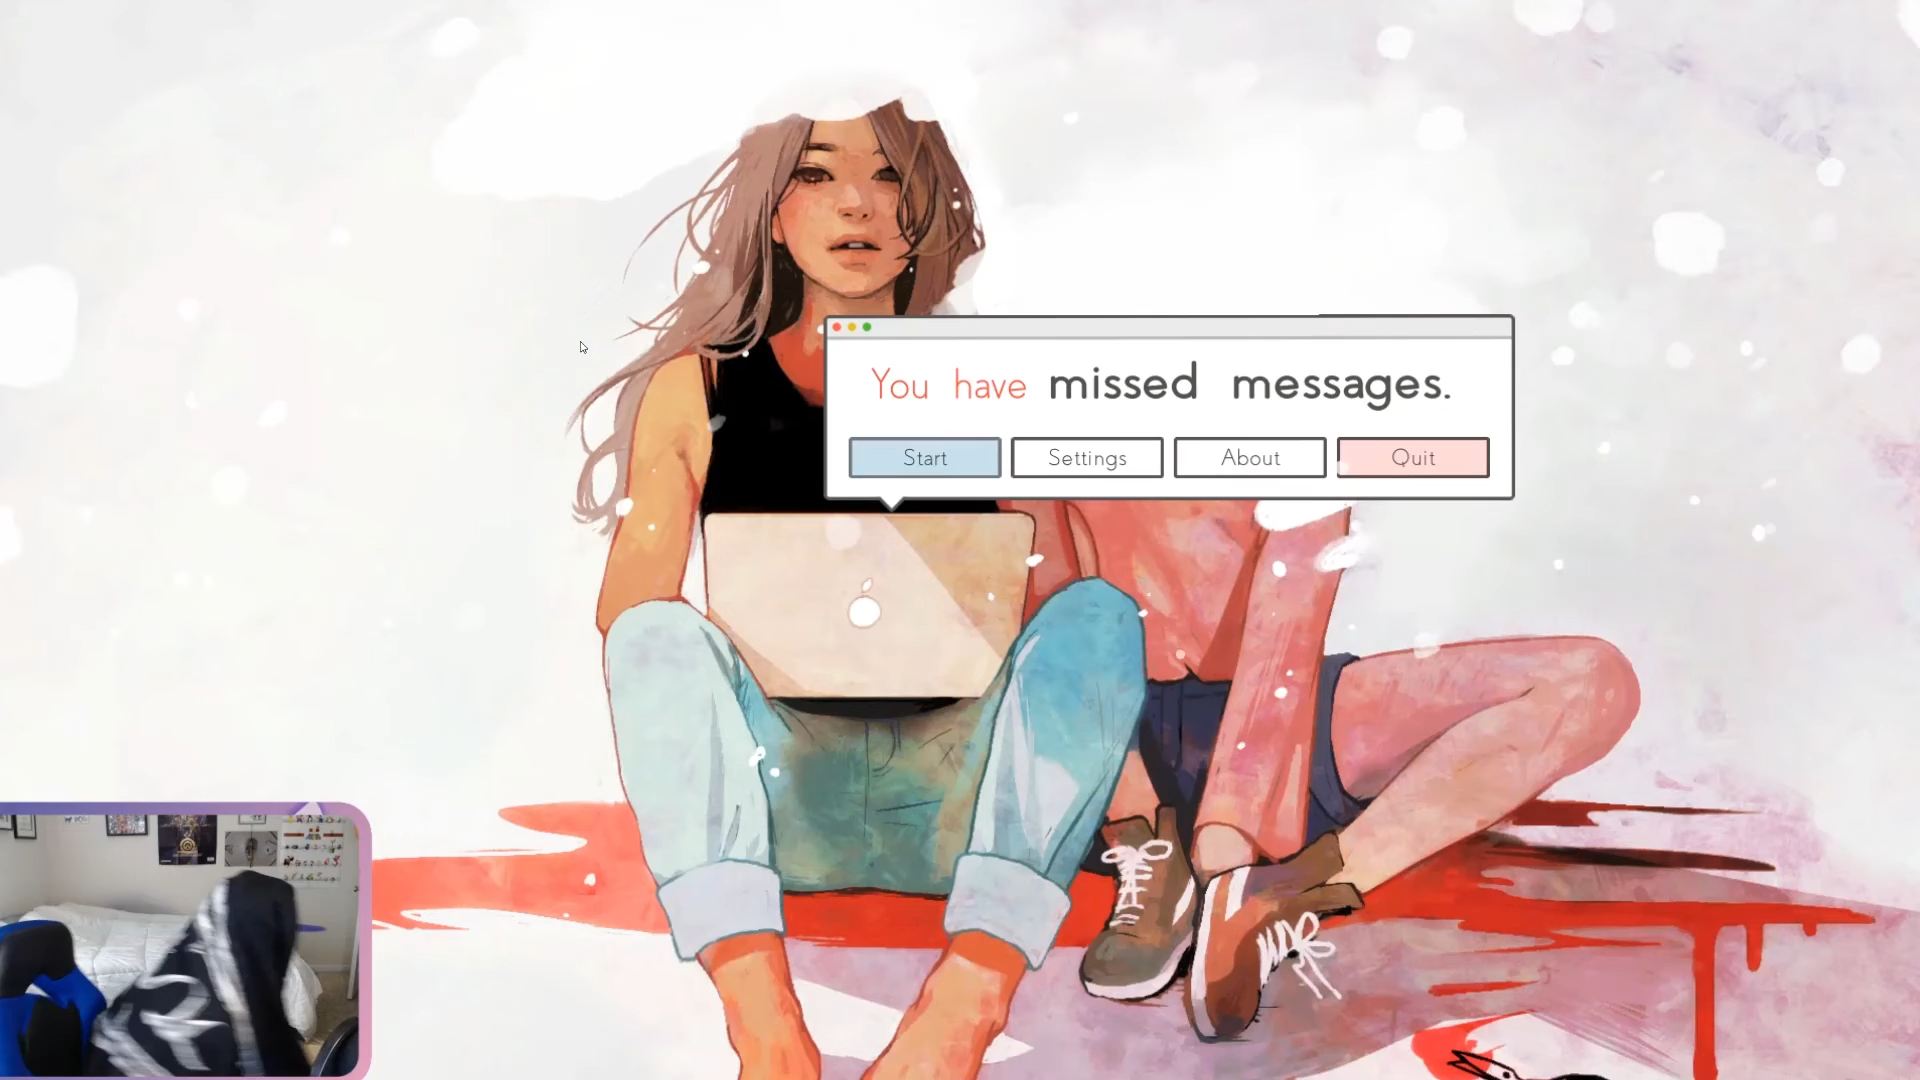 You have missed messages.
Start
Settings
About
Quit